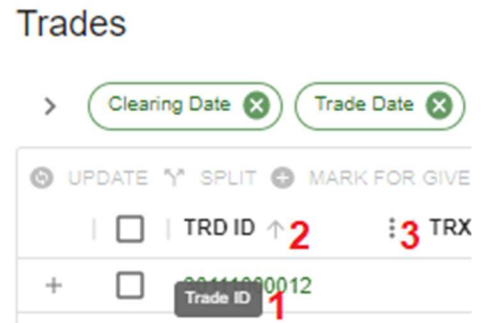 Trades
Clearing Date Trade Date
UPDATE SPLIT MARK FOR GIVE
TRD ID 2 3 TRX
Trade ID 1